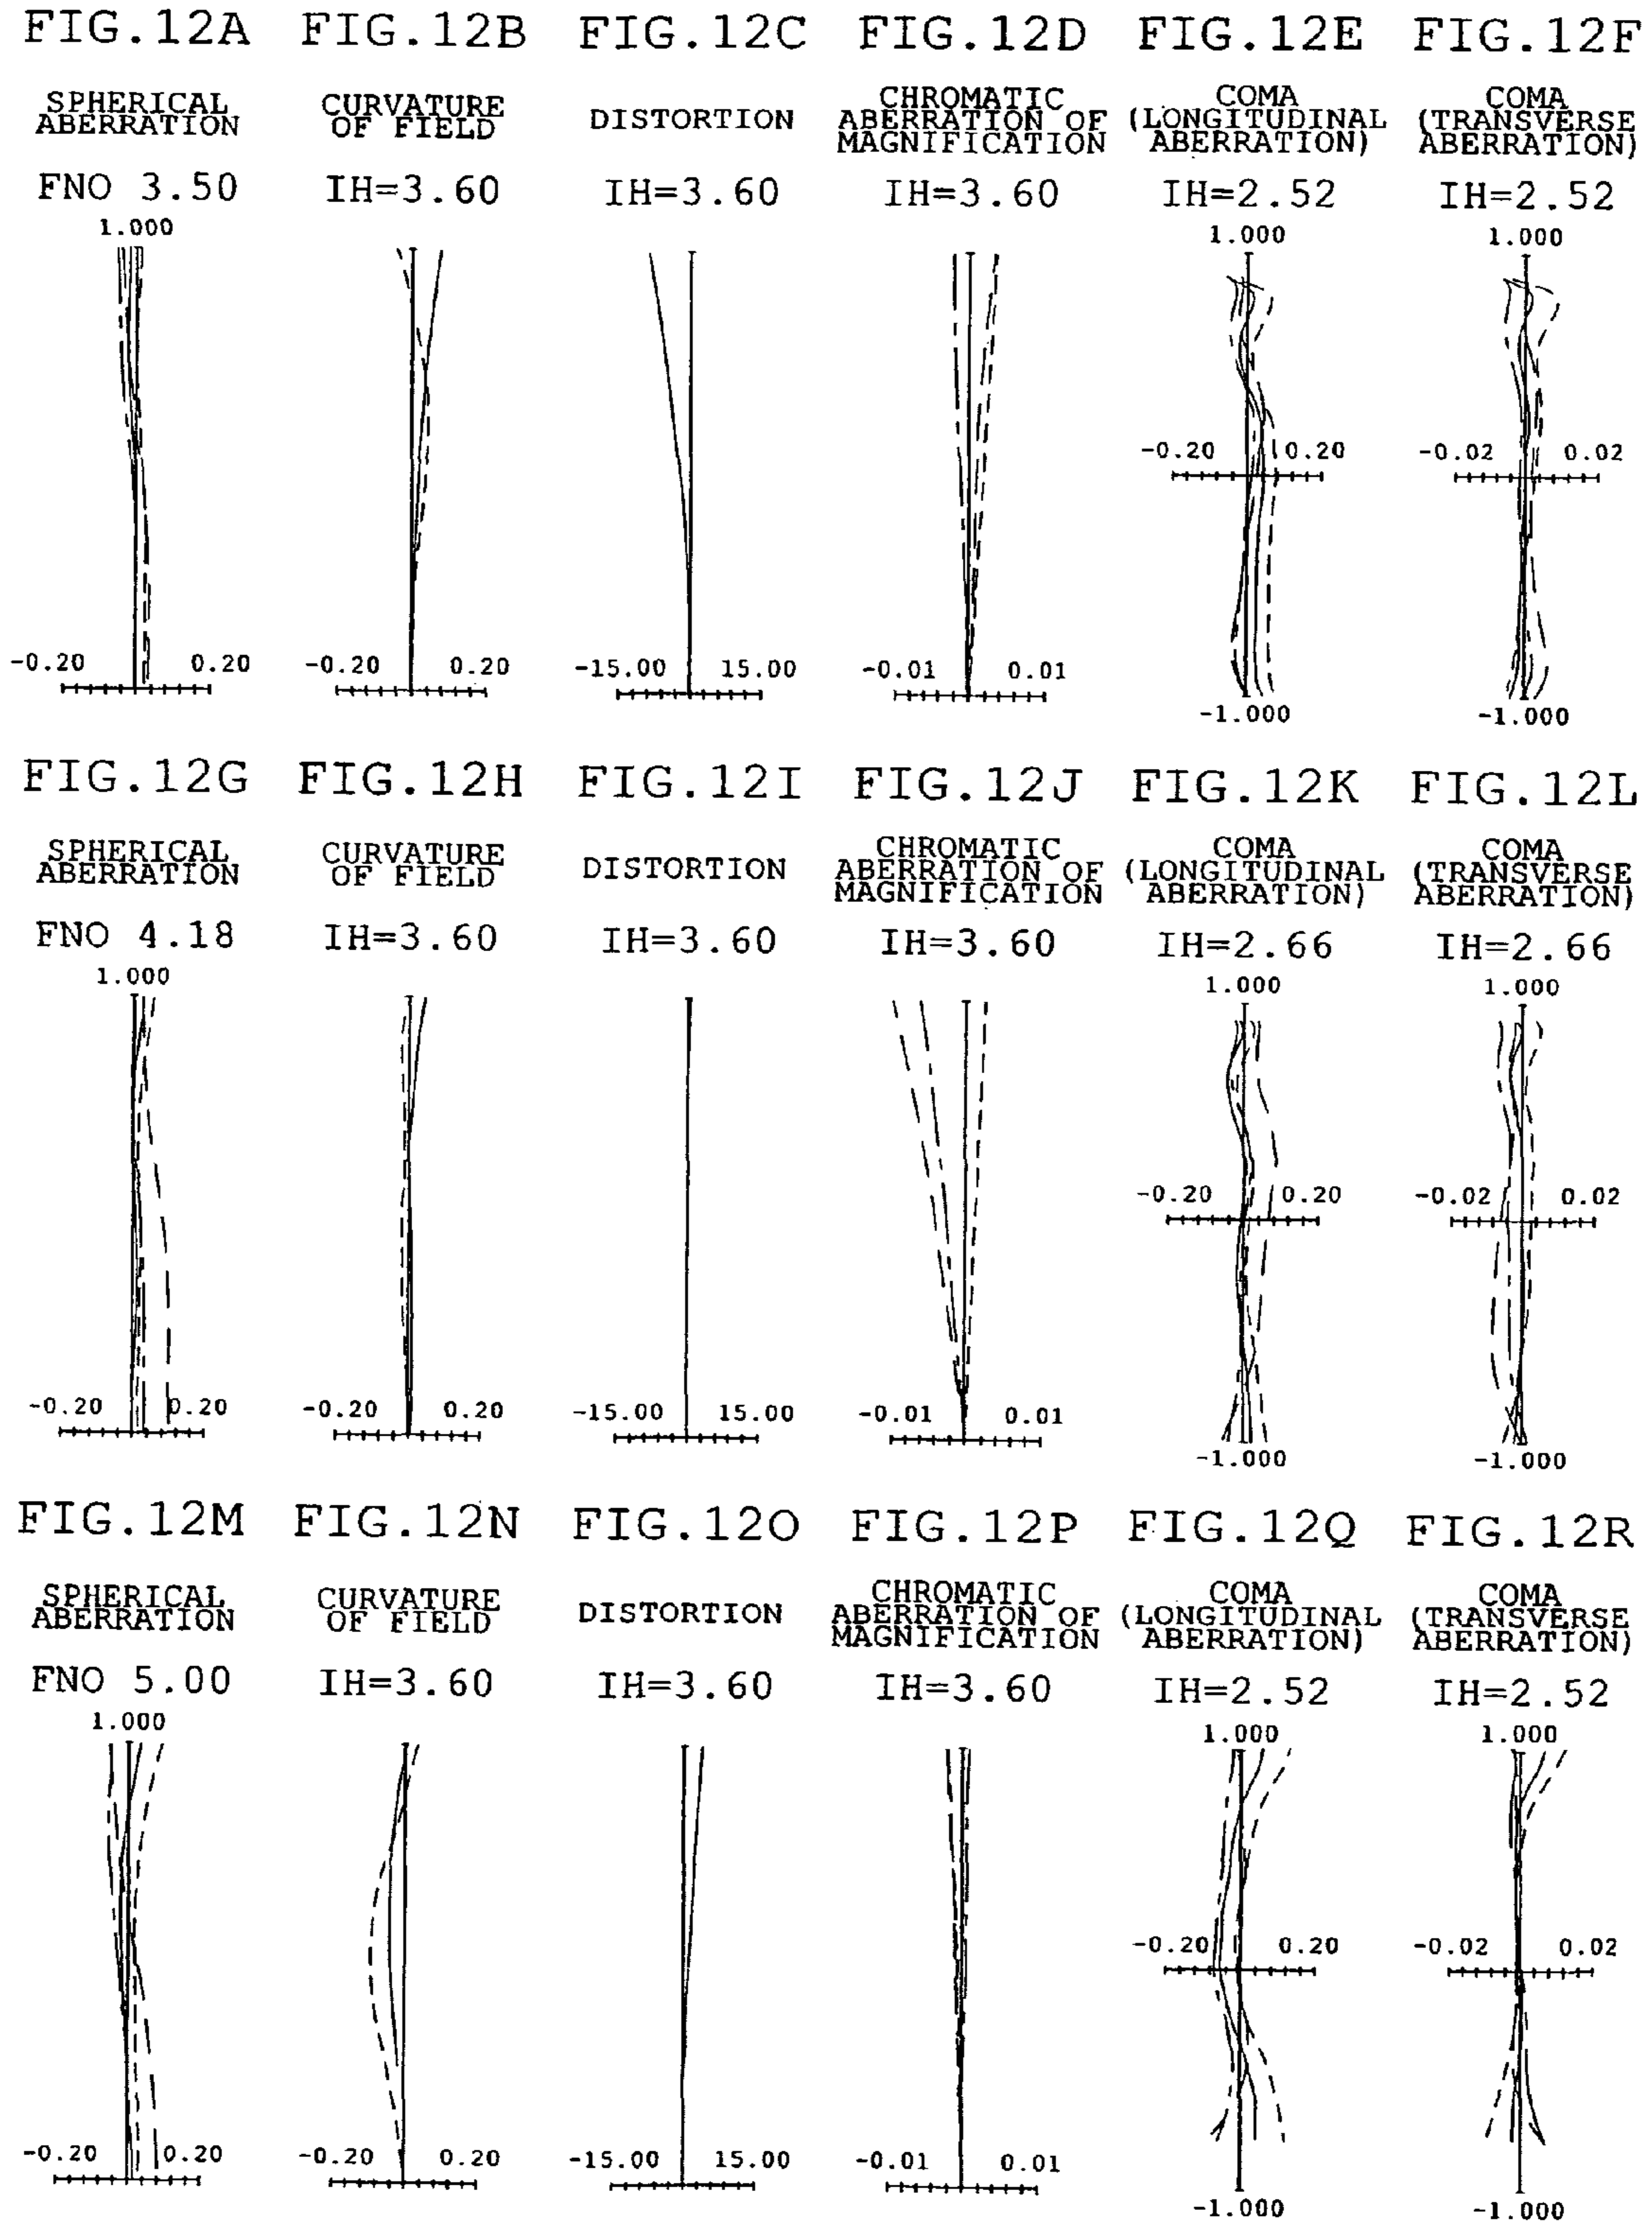 FIG.12A FIG.12B FIG.12C FIG.12D FIG.12E FIG.12F
SPHERICAL ABERRATION
CURVATURE OF FIELD
DISTORTION
CHROMATIC ABERRATION OF MAGNIFICATION
COMA (LONGITUDINAL ABERRATION)
COMA (TRANSVERSE ABERRATION)
FNO 3.50 IH=3.60 IH=3.60 IH=3.60 IH=2.52 IH=2.52
1.000 1.000 1.000
-0.20 0.20 -0.02 0.02
-0.20 0.20 -0.20 0.20 -15.00 15.00 -0.01 0.01
-1.000 -1.000
FIG.12G FIG.12H FIG.12I FIG.12J FIG.12K FIG.12L
SPHERICAL ABERRATION
CURVATURE OF FIELD
DISTORTION
CHROMATIC ABERRATION OF MAGNIFICATION
COMA (LONGITUDINAL ABERRATION)
COMA (TRANSVERSE ABERRATION)
FNO 4.18 IH=3.60 IH=3.60 IH=3.60 IH=2.66 IH=2.66
1.000 1.000 1.000
-0.20 0.20 -0.02 0.02
-0.20 0.20 -0.20 0.20 -15.00 15.00 -0.01 0.01
-1.000 -1.000
FIG.12M FIG.12N FIG.12O FIG.12P FIG.12Q FIG.12R
SPHERICAL ABERRATION
CURVATURE OF FIELD
DISTORTION
CHROMATIC ABERRATION OF MAGNIFICATION
COMA (LONGITUDINAL ABERRATION)
COMA (TRANSVERSE ABERRATION)
FNO 5.00 IH=3.60 IH=3.60 IH=3.60 IH=2.52 IH=2.52
1.000 1.000 1.000
-0.20 0.20 -0.02 0.02
-0.20 0.20 -0.20 0.20 -15.00 15.00 -0.01 0.01
-1.000 -1.000